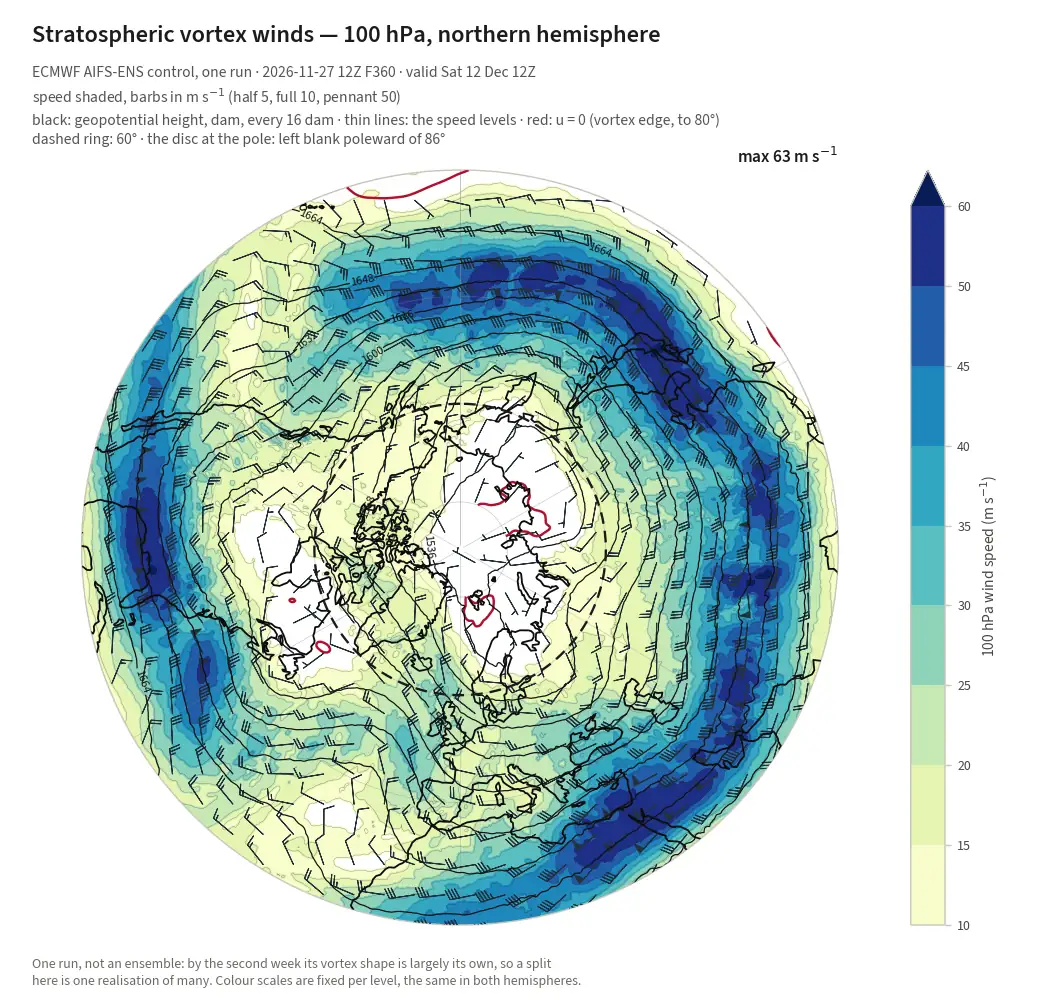 Stratospheric vortex winds — 100 hPa, northern hemisphere
ECMWF AIFS-ENS control, one run · 2026-11-27 12Z F360 · valid Sat 12 Dec 12Z
speed shaded, barbs in m s⁻¹ (half 5, full 10, pennant 50)
black: geopotential height, dam, every 16 dam · thin lines: the speed levels · red: u = 0 (vortex edge, to 80°)
dashed ring: 60° · the disc at the pole: left blank poleward of 86°
max 63 m s⁻¹
1664
1664
1648
1600
1536
1664
60
50
45
40
35
30
25
20
15
10
100 hPa wind speed (m s⁻¹)
One run, not an ensemble: by the second week its vortex shape is largely its own, so a split
here is one realisation of many. Colour scales are fixed per level, the same in both hemispheres.